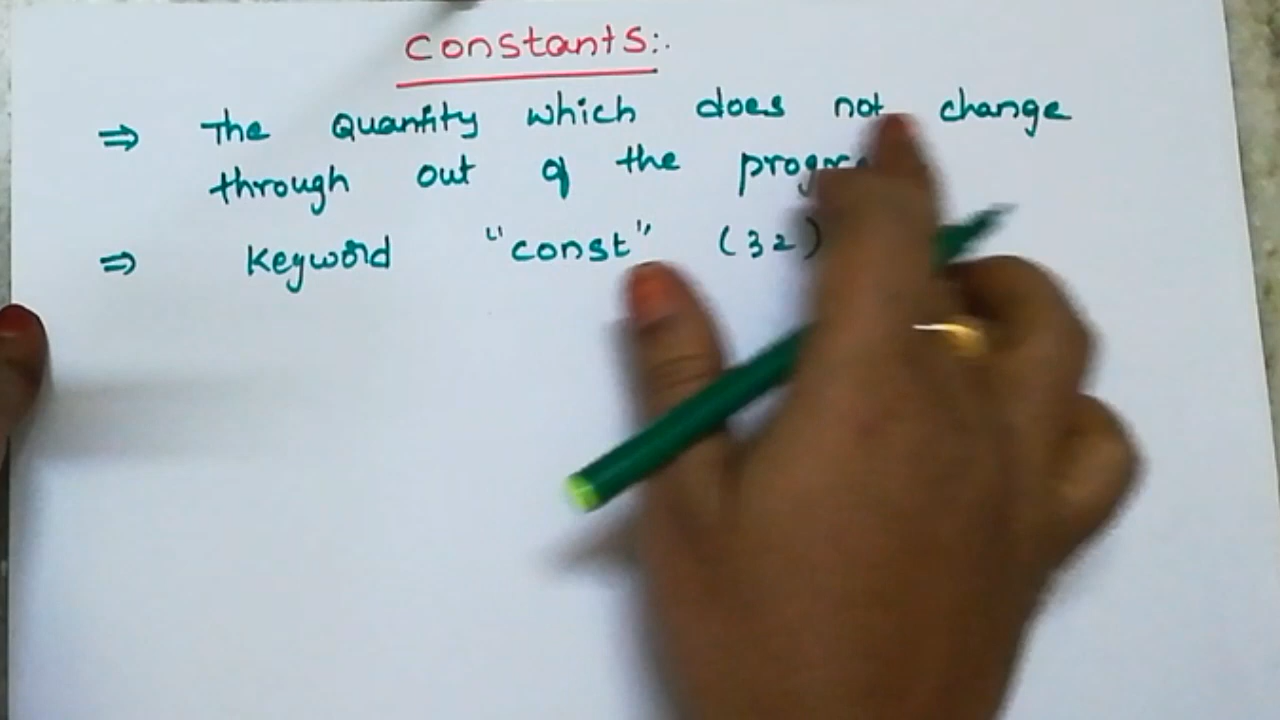 Constants:.
⇒ The Quantity which does not change
through out of the
⇒ Keyword "const" (32)